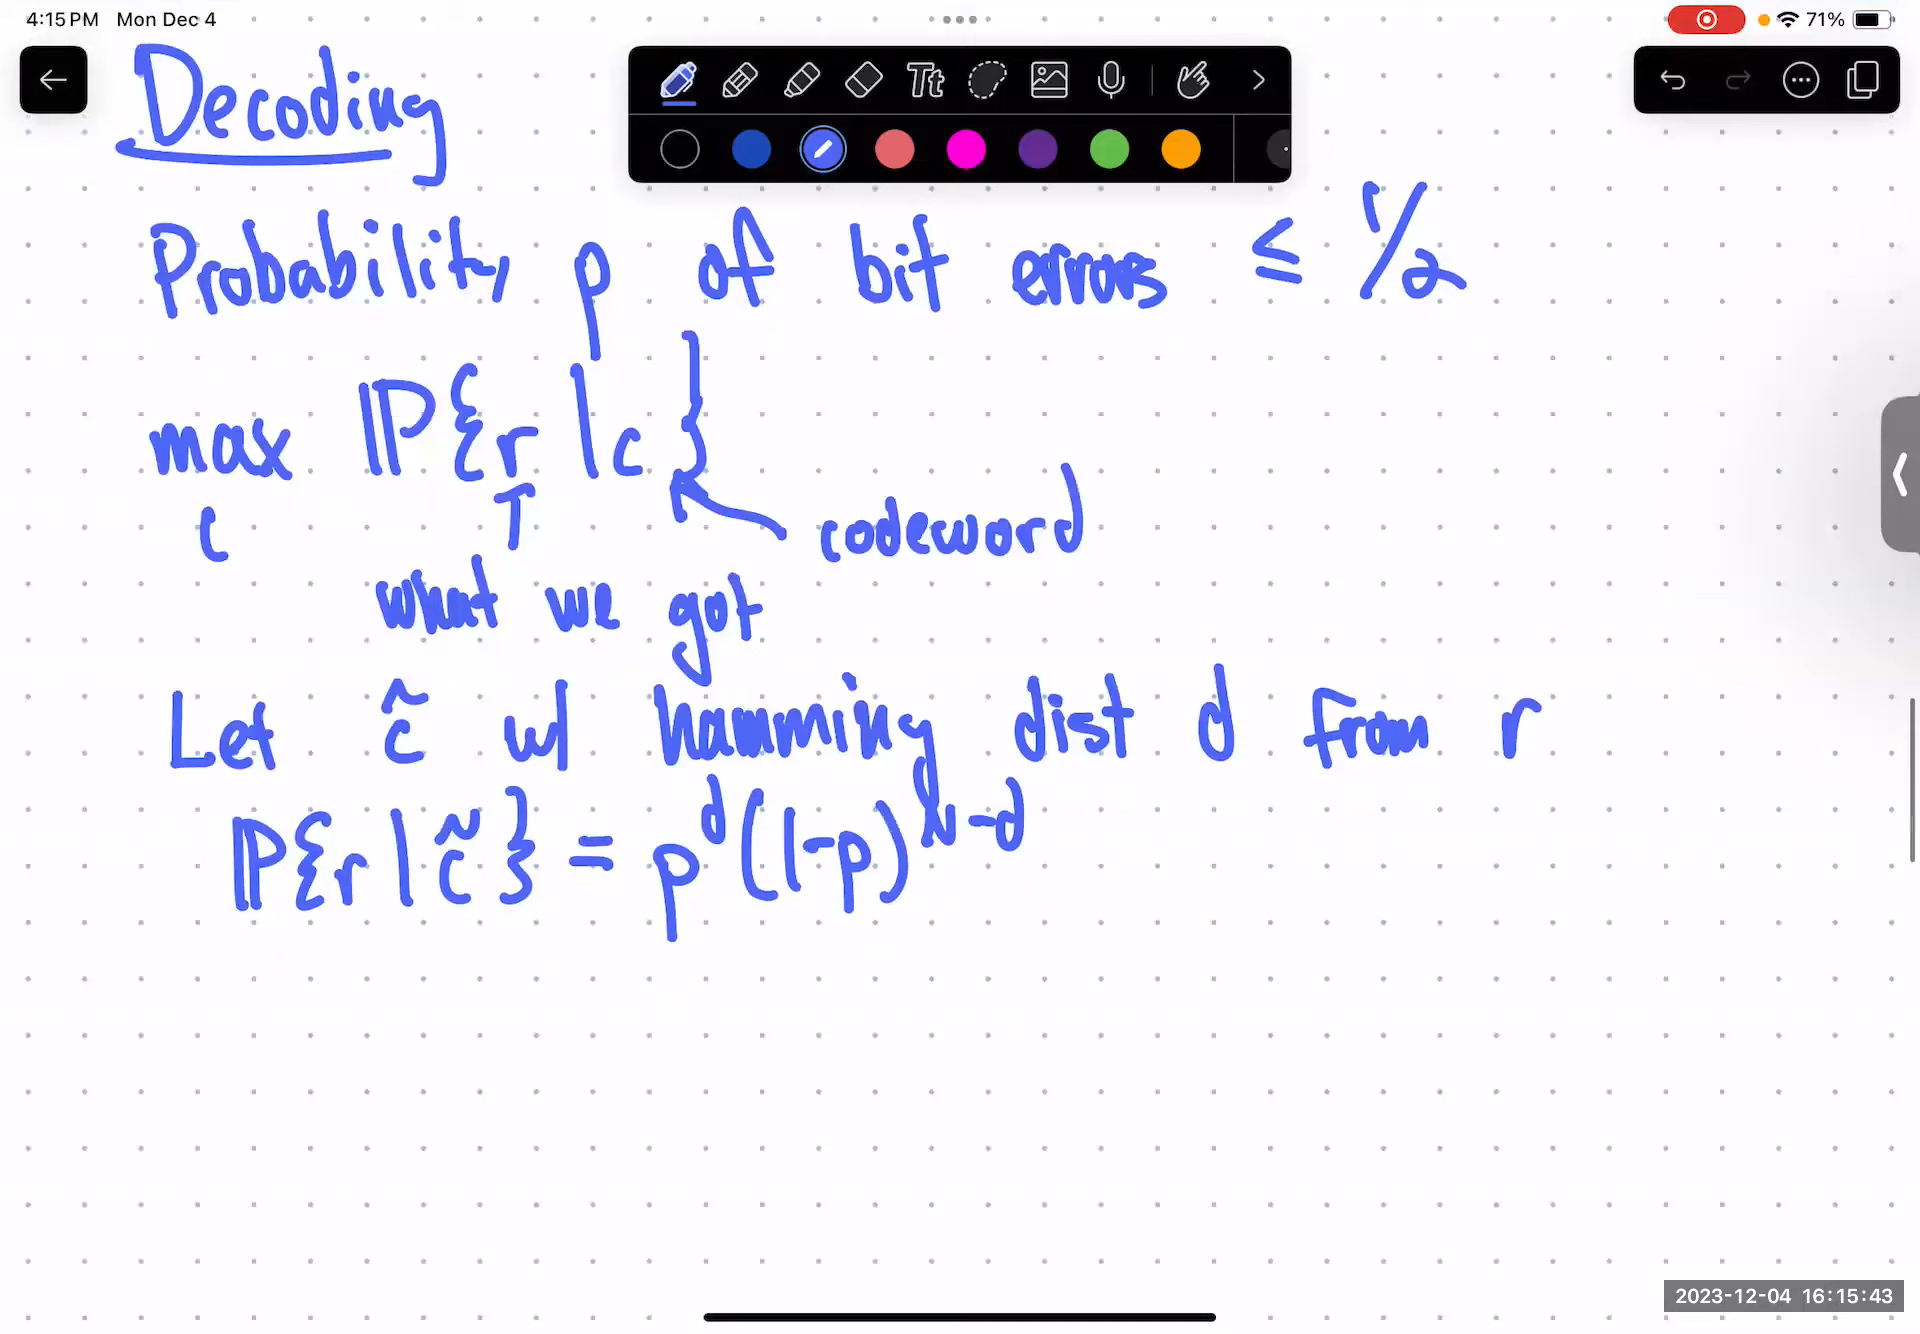 4:15 PM Mon Dec 4
71%
Tt
Decoding
Probability p of bit errors ≤ 1/2
max ℙ{r | c}
c
codeword
what we got
Let c̃ w/ hamming dist d from r
ℙ{r | c̃} = p^d (1-p)^{N-d}
2023-12-04 16:15:43